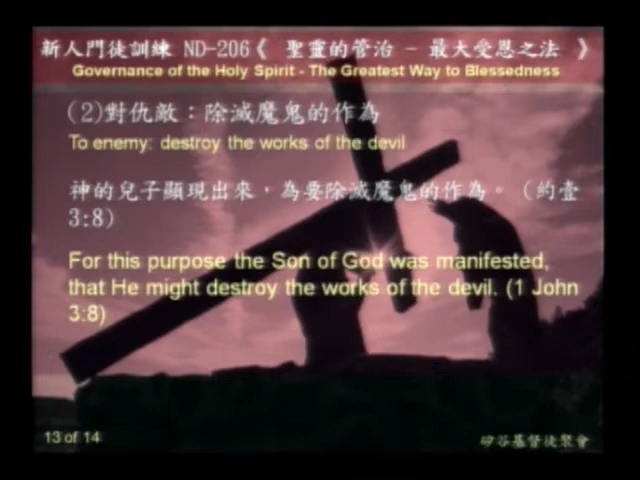 新人門徒訓練 ND-206《 聖靈的管治 - 最大受恩之法 》
Governance of the Holy Spirit - The Greatest Way to Blessedness
(2)對仇敵：除滅魔鬼的作為
To enemy: destroy the works of the devil
神的兒子顯現出來，為要除滅魔鬼的作為。（約壹
3:8)
For this purpose the Son of God was manifested,
that He might destroy the works of the devil. (1 John
3:8)
13 of 14
矽谷基督徒聚會